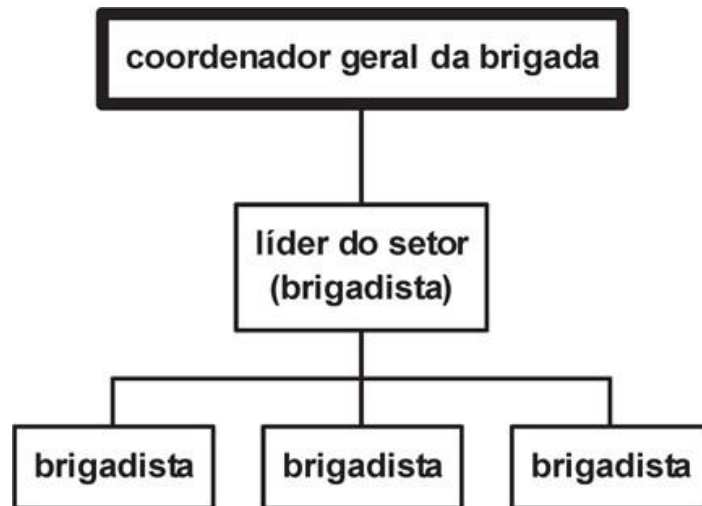 coordenador geral da brigada
líder do setor
(brigadista)
brigadista
brigadista
brigadista